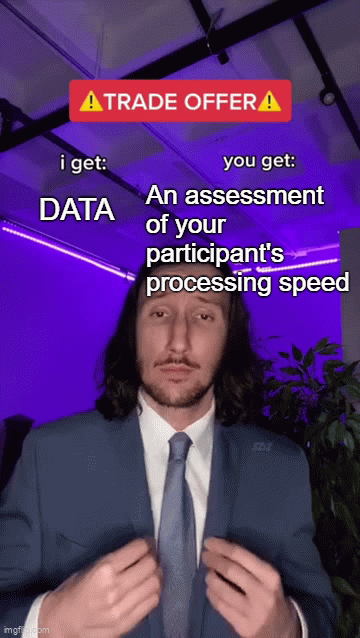 ⚠️TRADE OFFER⚠️
i get:
you get:
DATA
An assessment
of your
participant's
processing speed
imgflip.com